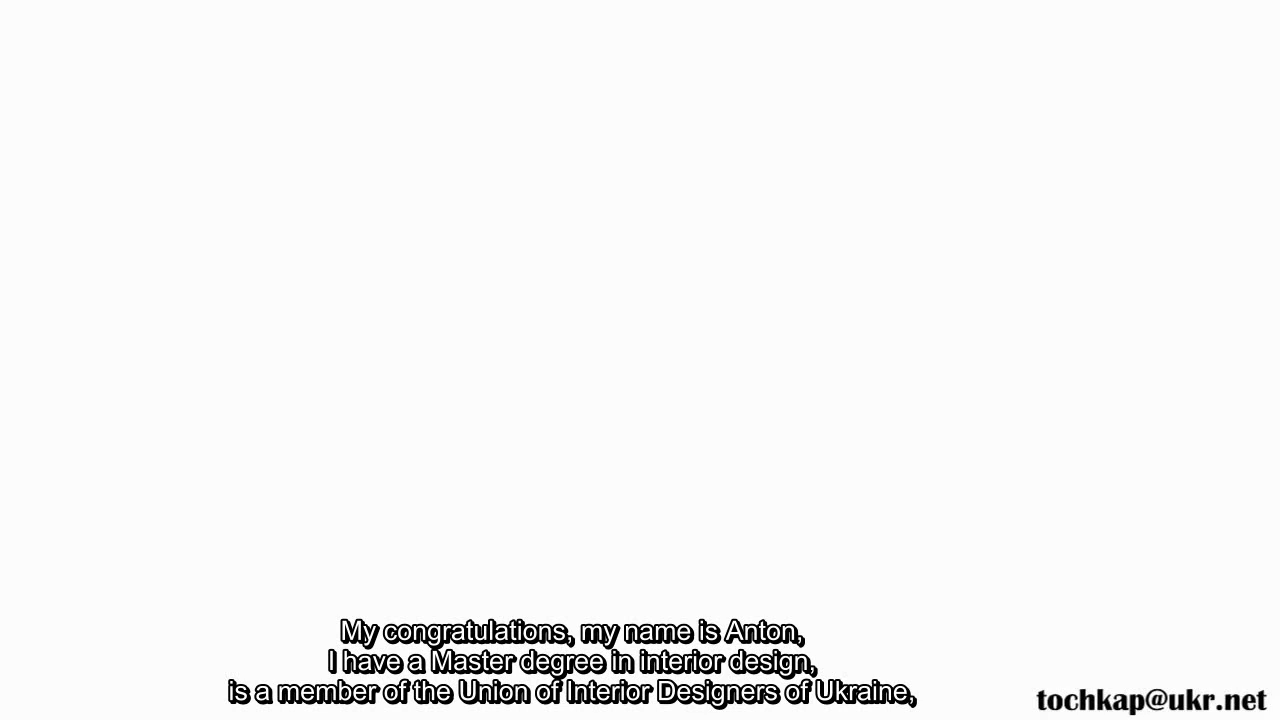 My congratulations, my name is Anton,
I have a Master degree in interior design,
is a member of the Union of Interior Designers of Ukraine,
tochkap@ukr.net